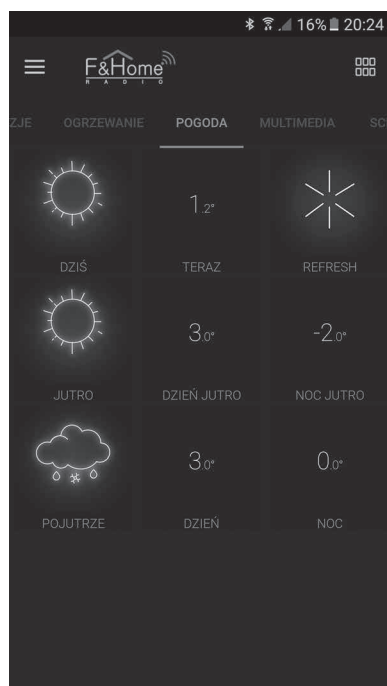 16% 20:24
F&Home
RADIO
ZJE OGRZEWANIE POGODA MULTIMEDIA SC
1.2°
DZIŚ TERAZ REFRESH
3.0° -2.0°
JUTRO DZIEŃ JUTRO NOC JUTRO
3.0° 0.0°
POJUTRZE DZIEŃ NOC